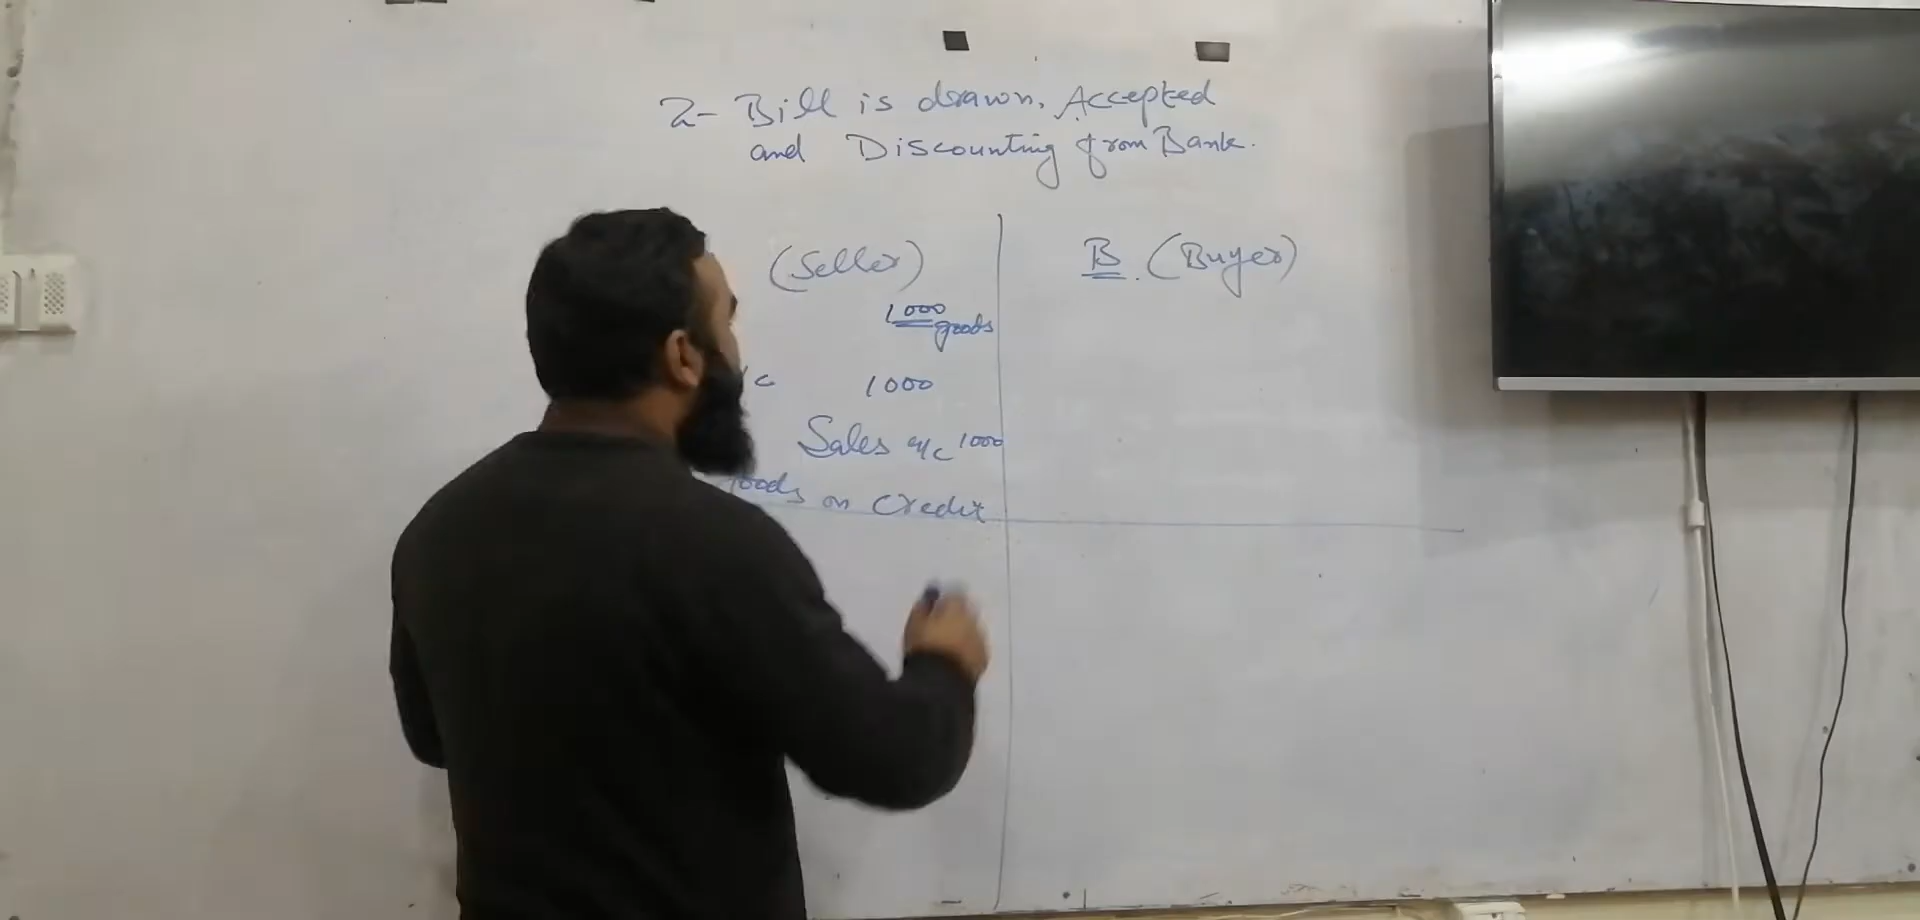 2- Bill is drawn, Accepted
and Discounting from Bank.
(Seller)
B. (Buyer)
1000
goods
1000
Sales a/c 1000
on Credit